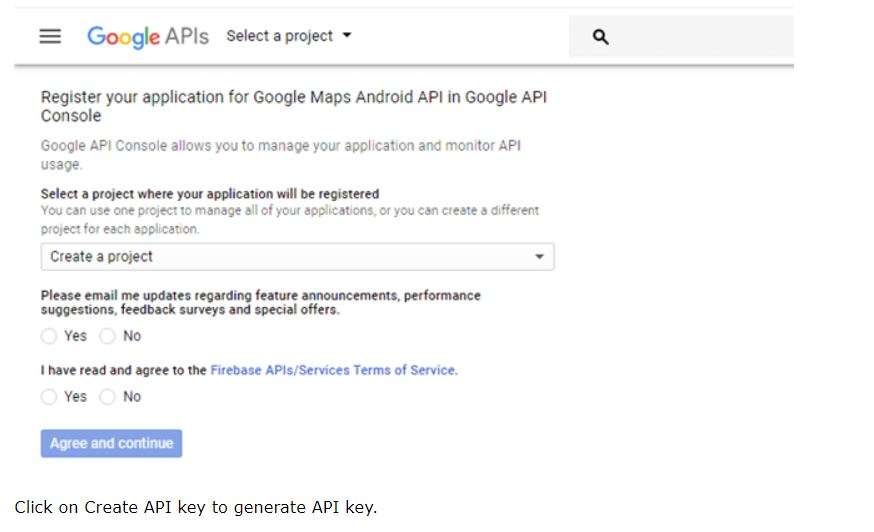 Google APIs Select a project
Register your application for Google Maps Android API in Google API
Console
Google API Console allows you to manage your application and monitor API
usage.
Select a project where your application will be registered
You can use one project to manage all of your applications, or you can create a different
project for each application.
Create a project
Please email me updates regarding feature announcements, performance
suggestions, feedback surveys and special offers.
Yes No
I have read and agree to the Firebase APIs/Services Terms of Service.
Yes No
Agree and continue
Click on Create API key to generate API key.